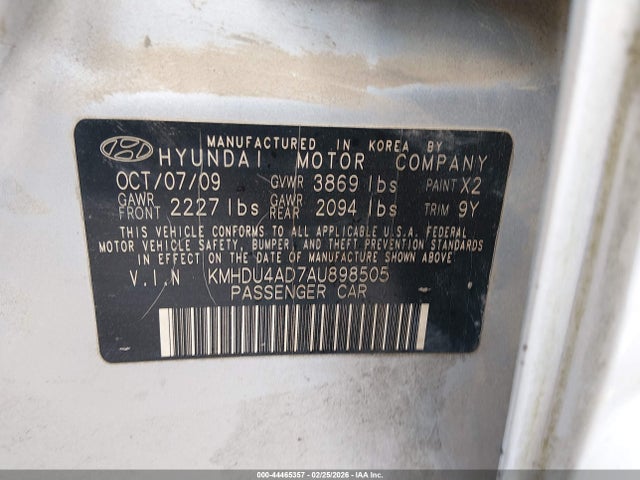 MANUFACTURED IN KOREA BY
HYUNDAI MOTOR COMPANY
OCT/07/09 GVWR 3869 lbs PAINT X2
GAWR FRONT 2227 lbs GAWR REAR 2094 lbs TRIM 9Y
THIS VEHICLE CONFORMS TO ALL APPLICABLE U.S.A. FEDERAL
MOTOR VEHICLE SAFETY, BUMPER, AND THEFT PREVENTION STANDARDS
IN EFFECT ON THE DATE OF MANUFACTURE SHOWN ABOVE
V.I.N KMHDU4AD7AU898505
PASSENGER CAR
000-44465357 - 02/25/2026 - IAA Inc.